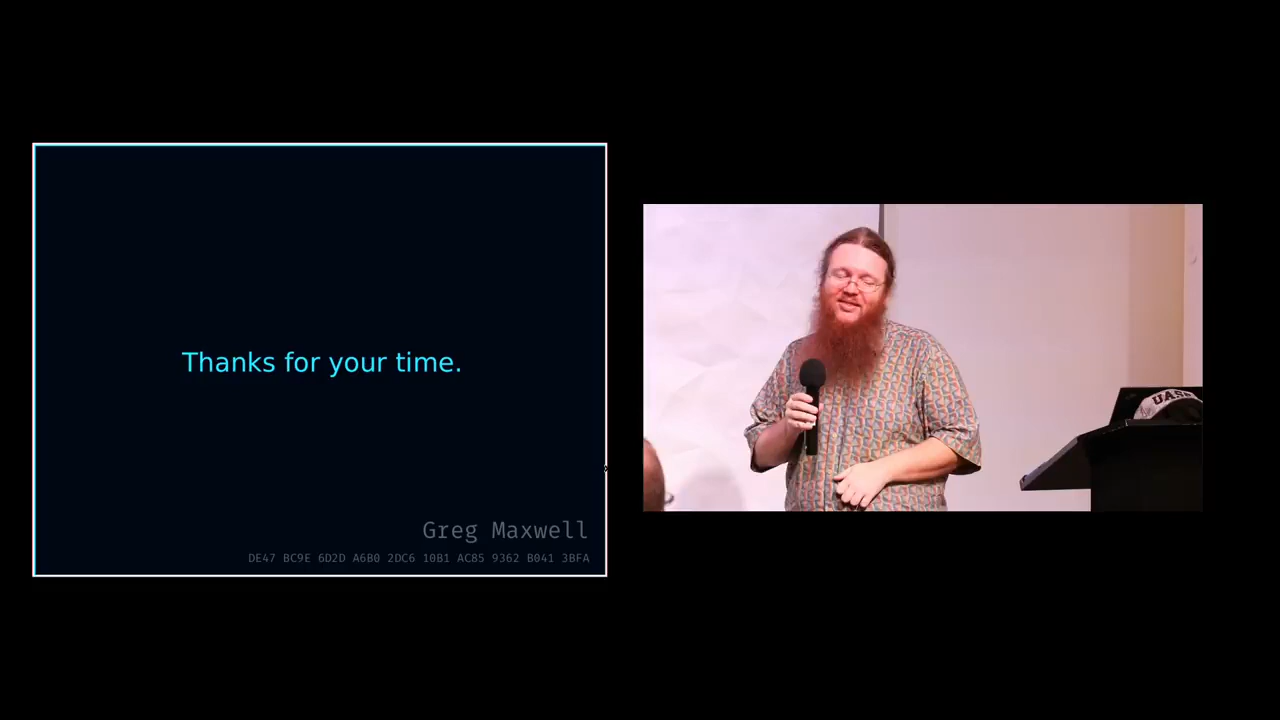 Thanks for your time.
Greg Maxwell
DE47 BC9E 6D2D A6B0 2DC6 10B1 AC85 9362 B041 3BFA